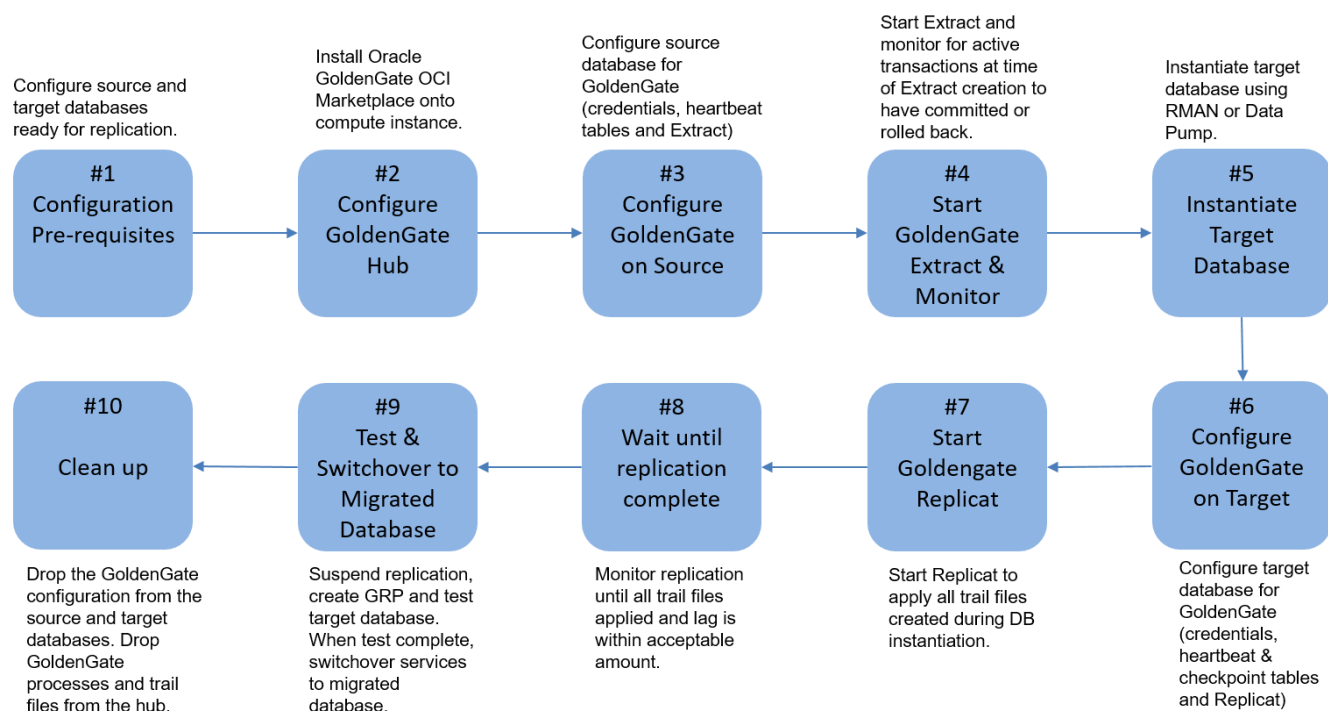 Configure source and
target databases
ready for replication.
#1
Configuration
Pre-requisites
Install Oracle
GoldenGate OCI
Marketplace onto
compute instance.
#2
Configure
GoldenGate
Hub
Configure source
database for
GoldenGate
(credentials, heartbeat
tables and Extract)
#3
Configure
GoldenGate
on Source
Start Extract and
monitor for active
transactions at time
of Extract creation to
have committed or
rolled back.
#4
Start
GoldenGate
Extract &
Monitor
Instantiate target
database using
RMAN or Data
Pump.
#5
Instantiate
Target
Database
#6
Configure
GoldenGate
on Target
Configure target
database for
GoldenGate
(credentials,
heartbeat &
checkpoint tables
and Replicat)
#7
Start
Goldengate
Replicat
Start Replicat to
apply all trail files
created during DB
instantiation.
#8
Wait until
replication
complete
Monitor replication
until all trail files
applied and lag is
within acceptable
amount.
#9
Test &
Switchover to
Migrated
Database
Suspend replication,
create GRP and test
target database.
When test complete,
switchover services
to migrated
database.
#10
Clean up
Drop the GoldenGate
configuration from the
source and target
databases. Drop
GoldenGate
processes and trail
files from the hub.